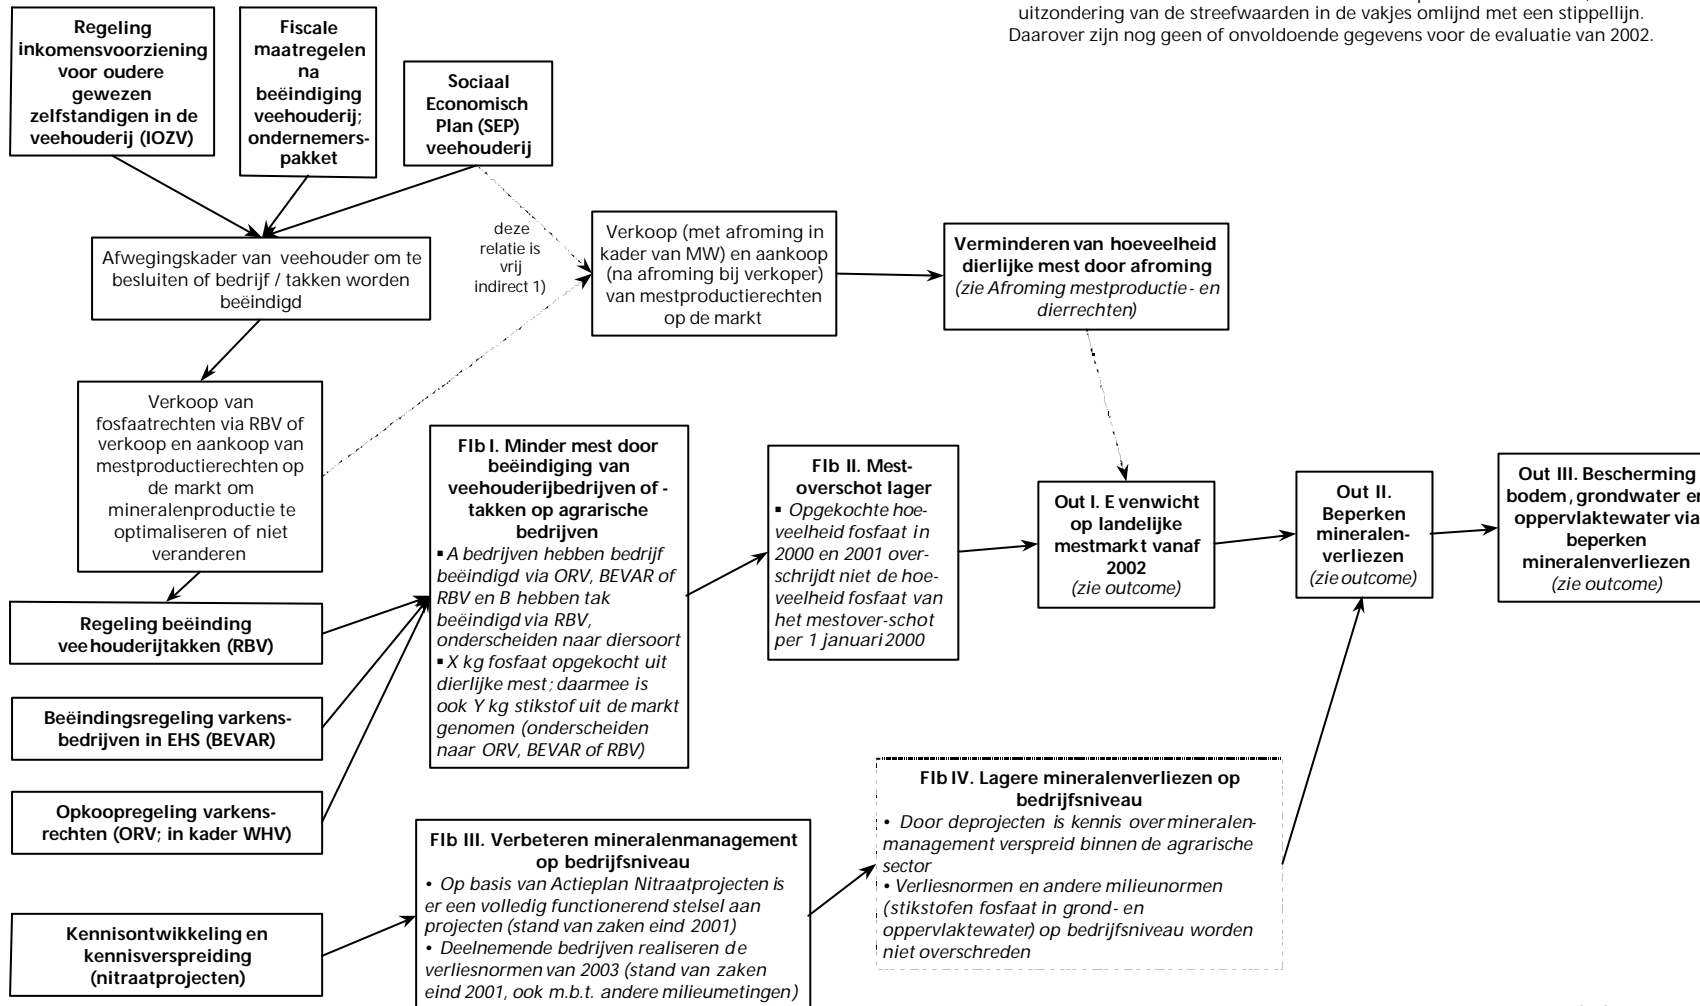 uitzondering van de streefwaarden in de vakjes omlijnd met een stippellijn.
Daarover zijn nog geen of onvoldoende gegevens voor de evaluatie van 2002.
Regeling
inkomensvoorziening
voor oudere
gewezen
zelfstandigen in de
veehouderij (IOZV)
Fiscale
maatregelen
na
beëindiging
veehouderij;
ondernemers-
pakket
Sociaal
Economisch
Plan (SEP)
veehouderij
deze
relatie is
vrij
indirect 1)
Afwegingskader van veehouder om te
besluiten of bedrijf / takken worden
beëindigd
Verkoop (met afroming in
kader van MW) en aankoop
(na afroming bij verkoper)
van mestproductierechten
op de markt
Verminderen van hoeveelheid
dierlijke mest door afroming
(zie Afroming mestproductie- en
dierrechten)
Verkoop van
fosfaatrechten via RBV of
verkoop en aankoop van
mestproductierechten op
de markt om
mineralenproductie te
optimaliseren of niet
veranderen
FIb I. Minder mest door
beëindiging van
veehouderijbedrijven of -
takken op agrarische
bedrijven
▪ A bedrijven hebben bedrijf
beëindigd via ORV, BEVAR of
RBV en B hebben tak
beëindigd via RBV,
onderscheiden naar diersoort
▪ X kg fosfaat opgekocht uit
dierlijke mest; daarmee is
ook Y kg stikstof uit de markt
genomen (onderscheiden
naar ORV, BEVAR of RBV)
FIb II. Mest-
overschot lager
▪ Opgekochte hoe-
veelheid fosfaat in
2000 en 2001 over-
schrijdt niet de hoe-
veelheid fosfaat van
het mestover-schot
per 1 januari 2000
Out I. Evenwicht
op landelijke
mestmarkt vanaf
2002
(zie outcome)
Out II.
Beperken
mineralen-
verliezen
(zie outcome)
Out III. Bescherming
bodem, grondwater en
oppervlaktewater via
beperken
mineralenverliezen
(zie outcome)
Regeling beëinding
veehouderijtakken (RBV)
Beëindingsregeling varkens-
bedrijven in EHS (BEVAR)
Opkoopregeling varkens-
rechten (ORV; in kader WHV)
Kennisontwikkeling en
kennisverspreiding
(nitraatprojecten)
FIb III. Verbeteren mineralenmanagement
op bedrijfsniveau
• Op basis van Actieplan Nitraatprojecten is
er een volledig functionerend stelsel aan
projecten (stand van zaken eind 2001)
• Deelnemende bedrijven realiseren de
verliesnormen van 2003 (stand van zaken
eind 2001, ook m.b.t. andere milieumetingen)
FIb IV. Lagere mineralenverliezen op
bedrijfsniveau
• Door deprojecten is kennis over mineralen-
management verspreid binnen de agrarische
sector
• Verliesnormen en andere milieunormen
(stikstof en fosfaat in grond- en
oppervlaktewater) op bedrijfsniveau worden
niet overschreden